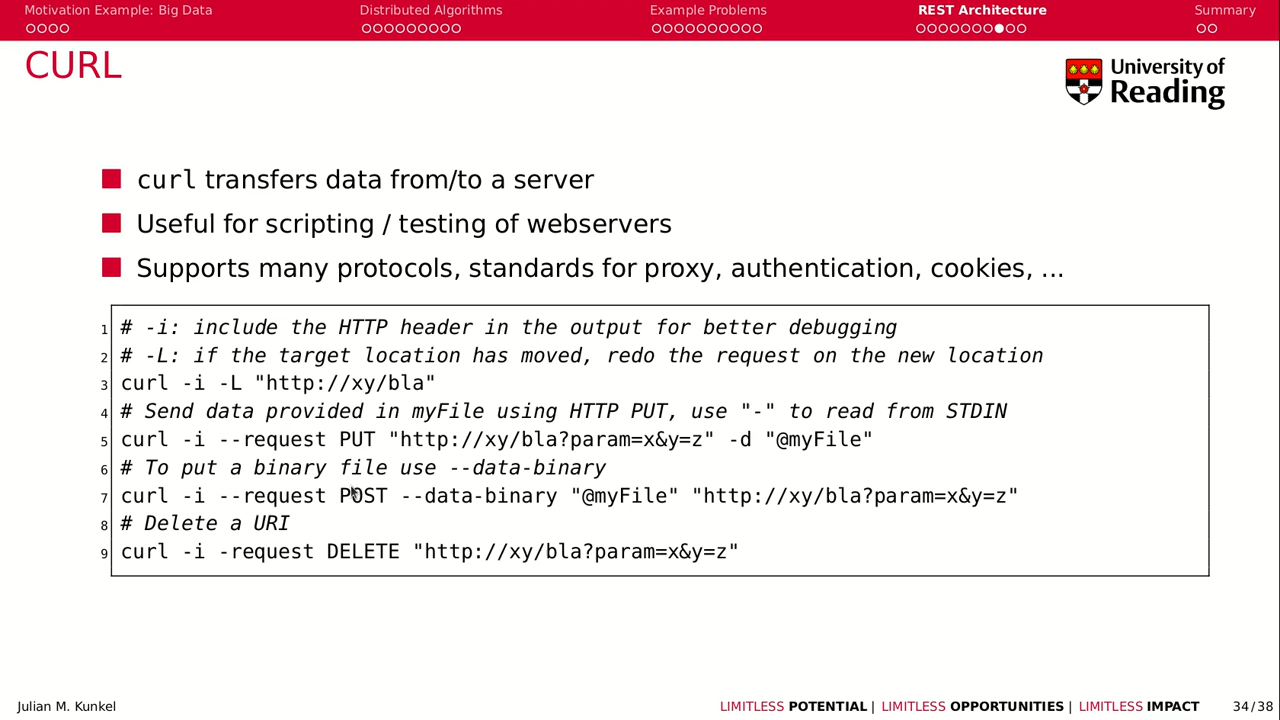 Motivation Example: Big Data Distributed Algorithms Example Problems REST Architecture Summary
CURL
University of
Reading
curl transfers data from/to a server
Useful for scripting / testing of webservers
Supports many protocols, standards for proxy, authentication, cookies, ...
1 # -i: include the HTTP header in the output for better debugging
2 # -L: if the target location has moved, redo the request on the new location
3 curl -i -L "http://xy/bla"
4 # Send data provided in myFile using HTTP PUT, use "-" to read from STDIN
5 curl -i --request PUT "http://xy/bla?param=x&y=z" -d "@myFile"
6 # To put a binary file use --data-binary
7 curl -i --request POST --data-binary "@myFile" "http://xy/bla?param=x&y=z"
8 # Delete a URI
9 curl -i -request DELETE "http://xy/bla?param=x&y=z"
Julian M. Kunkel LIMITLESS POTENTIAL | LIMITLESS OPPORTUNITIES | LIMITLESS IMPACT 34/38